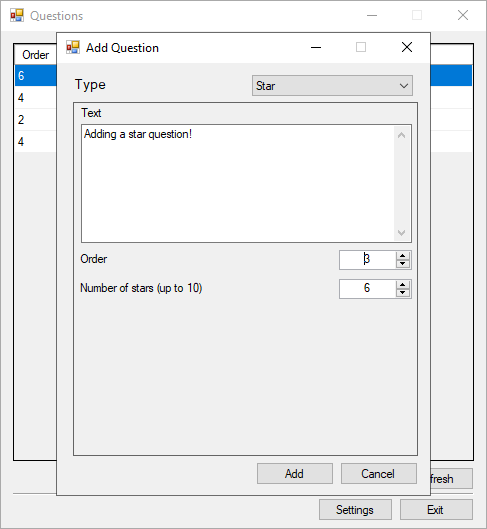 Questions
Add Question
Order
6
4
2
4
Type
Star
Text
Adding a star question!
Order
3
Number of stars (up to 10)
6
Add
Cancel
fresh
Settings
Exit